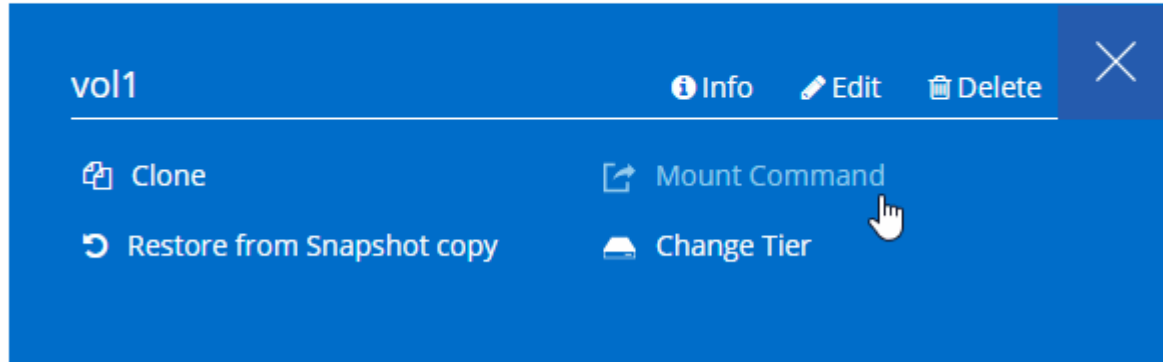 vol1 Info Edit Delete
Clone Mount Command
Restore from Snapshot copy Change Tier